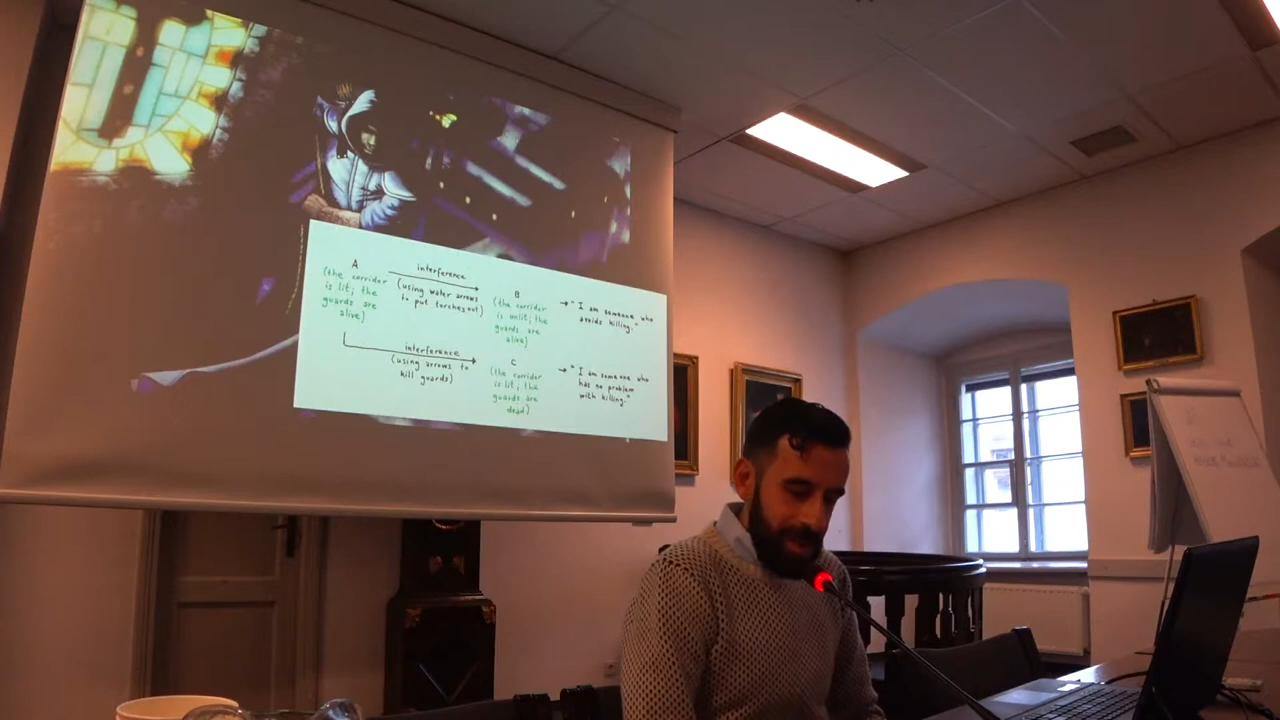 A
(the corridor
is lit; the
guards are
alive)
interference
(using water arrows
to put torches out)
B
(the corridor
is unlit; the
guards are
alive)
→ "I am someone who
avoids killing."
interference
(using arrows to
kill guards)
C
(the corridor
is lit; the
guards are
dead)
→ "I am someone who
has no problem
with killing."